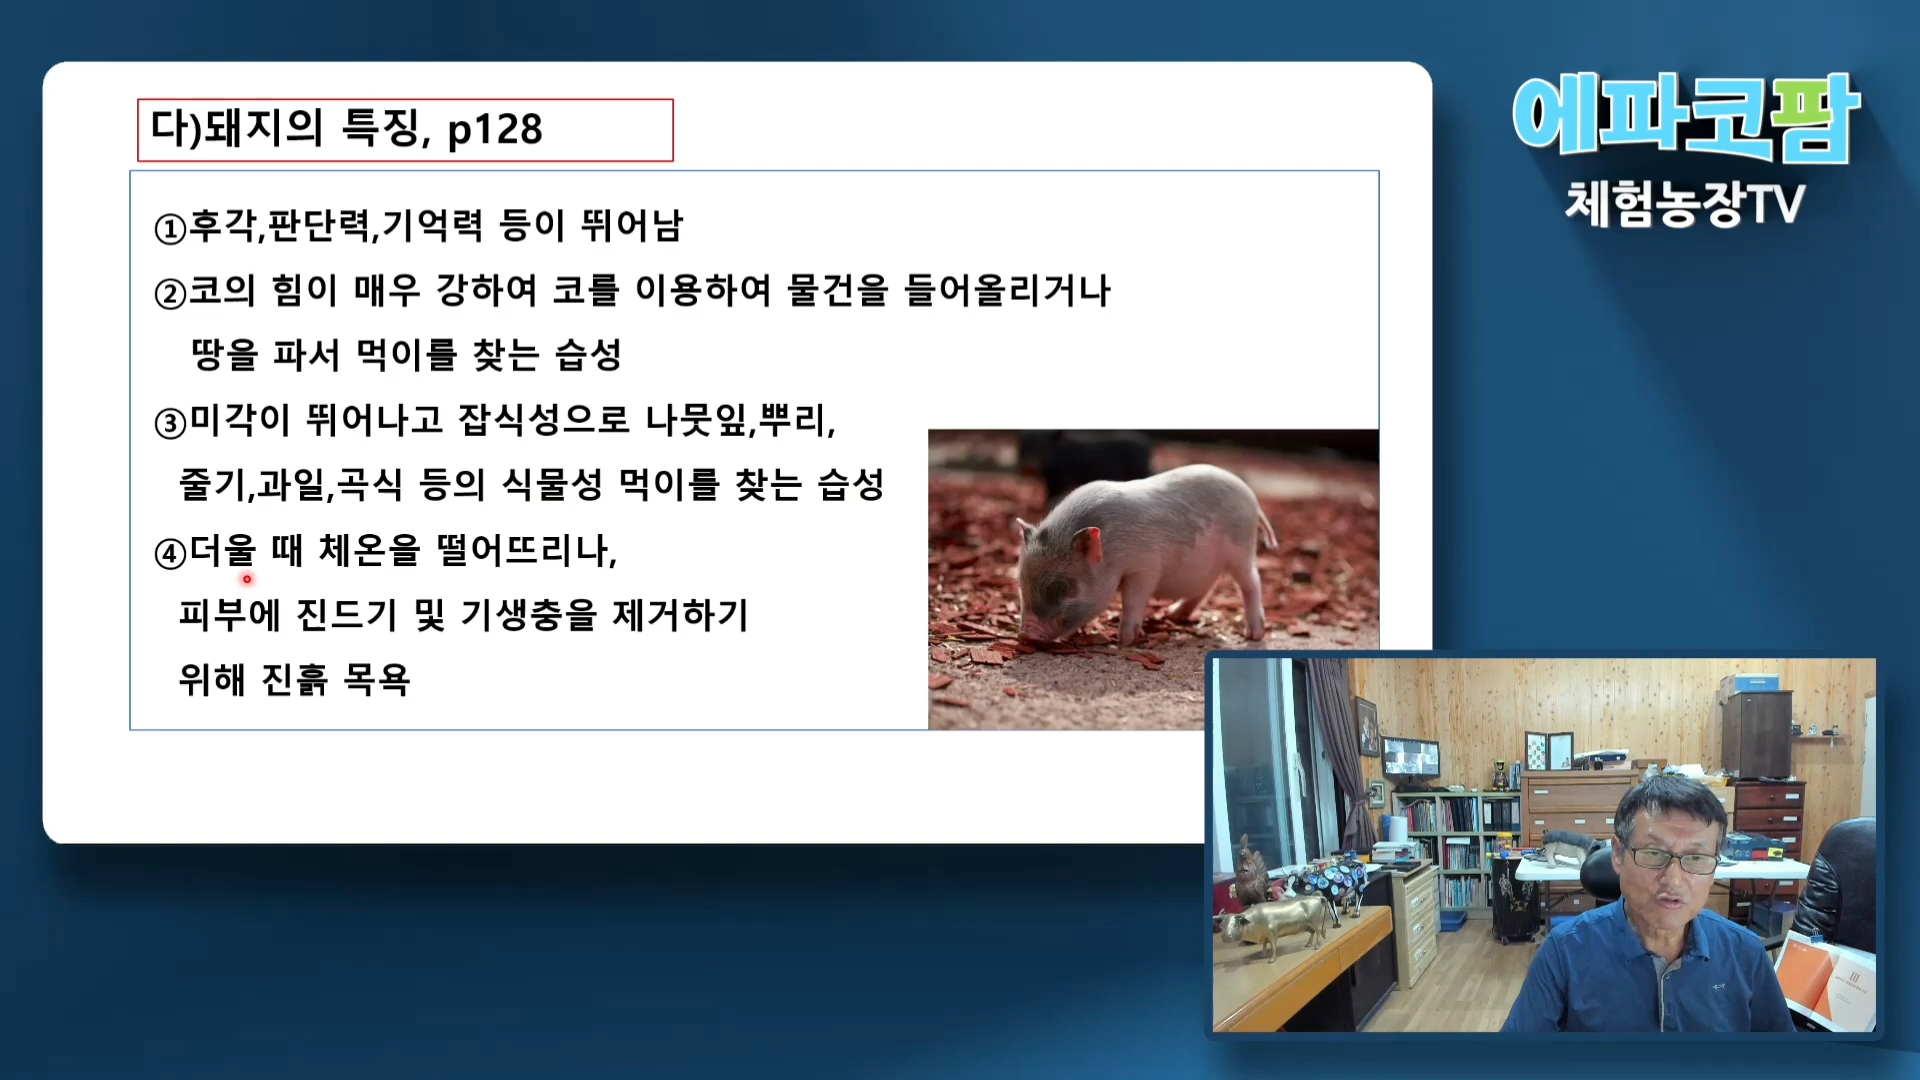 다)돼지의 특징, p128
①후각,판단력,기억력 등이 뛰어남
②코의 힘이 매우 강하여 코를 이용하여 물건을 들어올리거나
땅을 파서 먹이를 찾는 습성
③미각이 뛰어나고 잡식성으로 나뭇잎,뿌리,
줄기,과일,곡식 등의 식물성 먹이를 찾는 습성
④더울 때 체온을 떨어뜨리나,
피부에 진드기 및 기생충을 제거하기
위해 진흙 목욕
에파코팜
체험농장TV